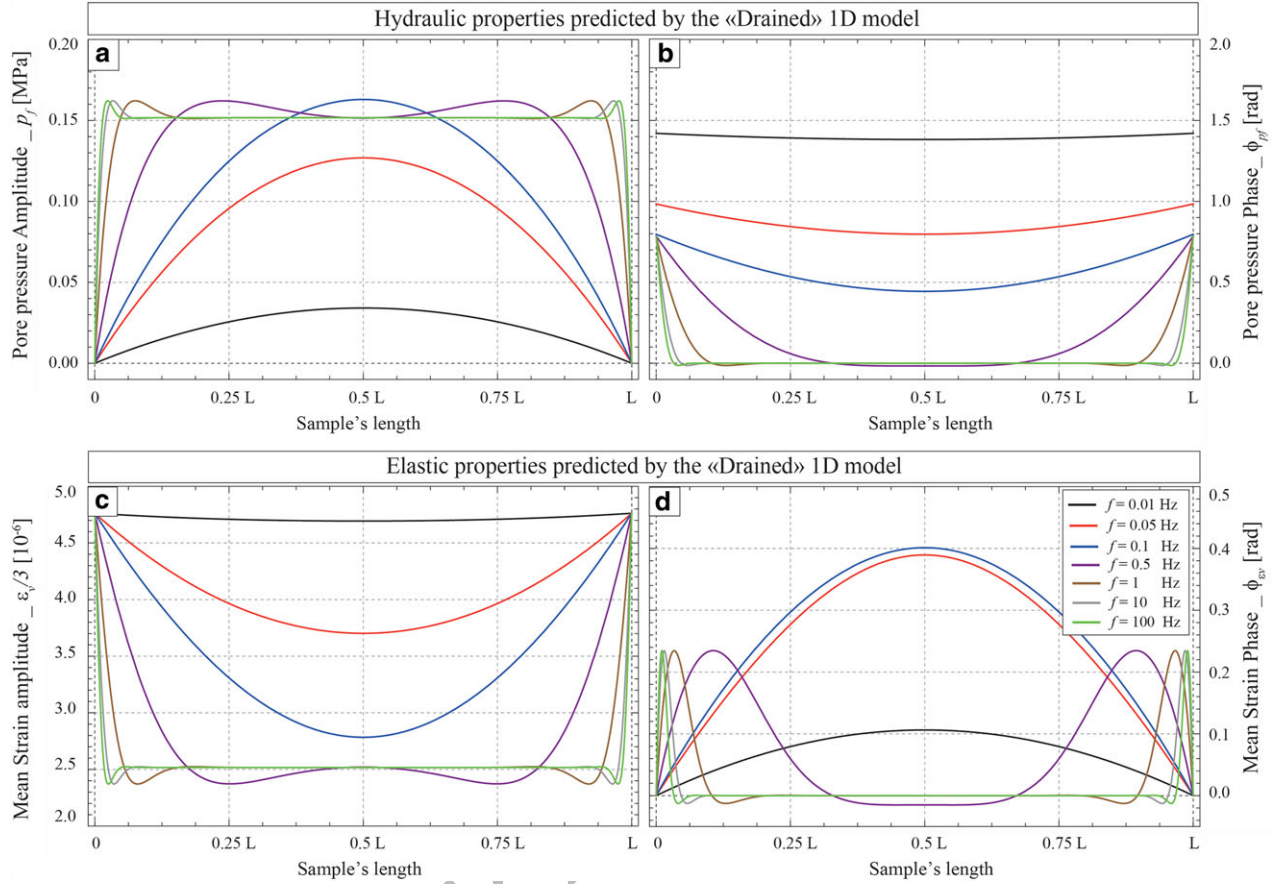 Hydraulic properties predicted by the «Drained» 1D model
a
Pore pressure Amplitude _ pf [MPa]
0.20
0.15
0.10
0.05
0.00
0 0.25 L 0.5 L 0.75 L L
Sample's length
b
2.0
1.5
1.0
0.5
0.0
Pore pressure Phase_ ϕpf [rad]
0 0.25 L 0.5 L 0.75 L L
Sample's length
Elastic properties predicted by the «Drained» 1D model
c
Mean Strain amplitude _ εv/3 [10⁻⁶]
5.0
4.5
4.0
3.5
3.0
2.5
2.0
0 0.25 L 0.5 L 0.75 L L
Sample's length
d
f = 0.01 Hz
f = 0.05 Hz
f = 0.1 Hz
f = 0.5 Hz
f = 1 Hz
f = 10 Hz
f = 100 Hz
0.5
0.4
0.3
0.2
0.1
0.0
Mean Strain Phase _ ϕεv [rad]
0 0.25 L 0.5 L 0.75 L L
Sample's length